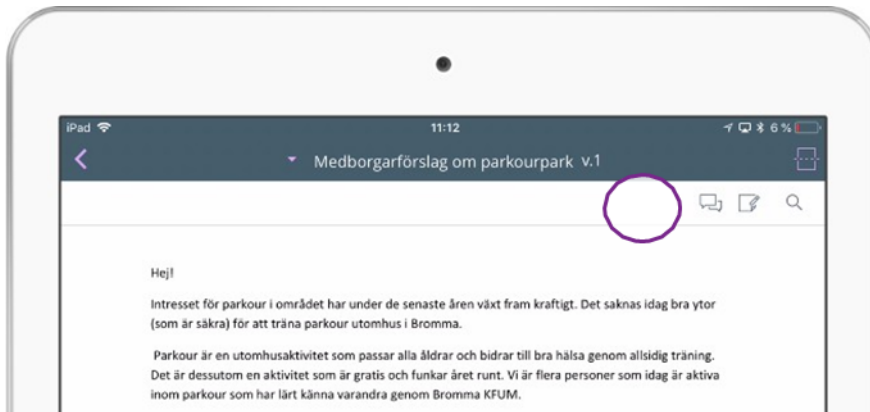 iPad 11:12 6 %
Medborgarförslag om parkourpark v.1
Hej!
Intresset för parkour i området har under de senaste åren växt fram kraftigt. Det saknas idag bra ytor
(som är säkra) för att träna parkour utomhus i Bromma.
Parkour är en utomhusaktivitet som passar alla åldrar och bidrar till bra hälsa genom allsidig träning.
Det är dessutom en aktivitet som är gratis och funkar året runt. Vi är flera personer som idag är aktiva
inom parkour som har lärt känna varandra genom Bromma KFUM.